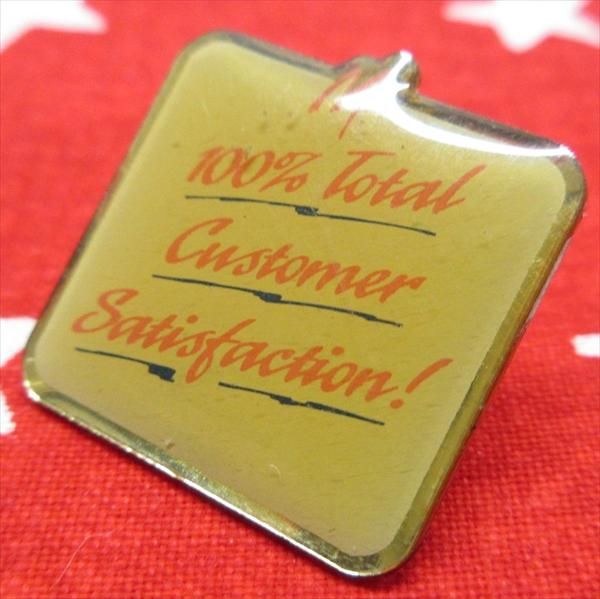 100% Total
Customer
Satisfaction!